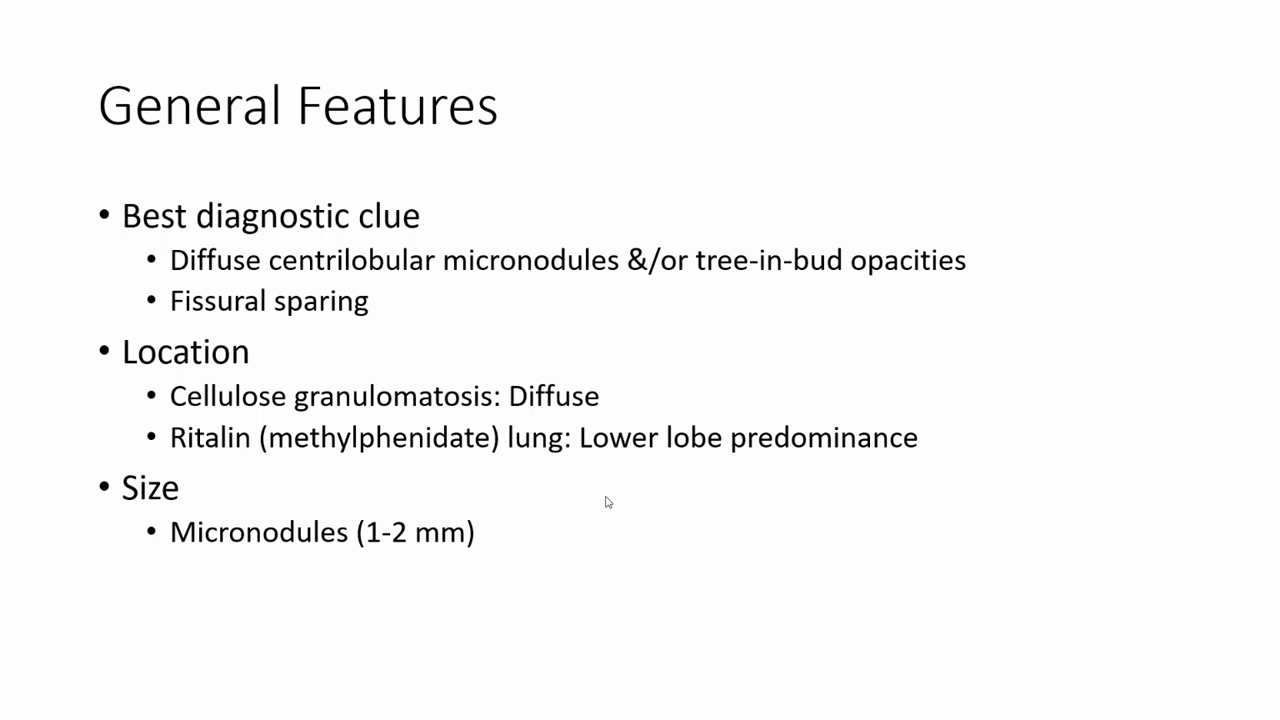 General Features
• Best diagnostic clue
• Diffuse centrilobular micronodules &/or tree-in-bud opacities
• Fissural sparing
• Location
• Cellulose granulomatosis: Diffuse
• Ritalin (methylphenidate) lung: Lower lobe predominance
• Size
• Micronodules (1-2 mm)